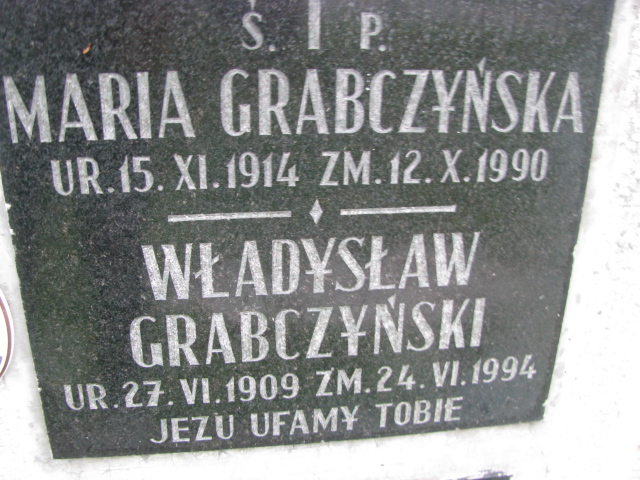 Ś. P.
MARIA GRABCZYŃSKA
UR. 15. XI. 1914 ZM. 12. X. 1990
WŁADYSŁAW
GRABCZYŃSKI
UR. 27. VI. 1909 ZM. 24. VI. 1994
JEZU UFAMY TOBIE